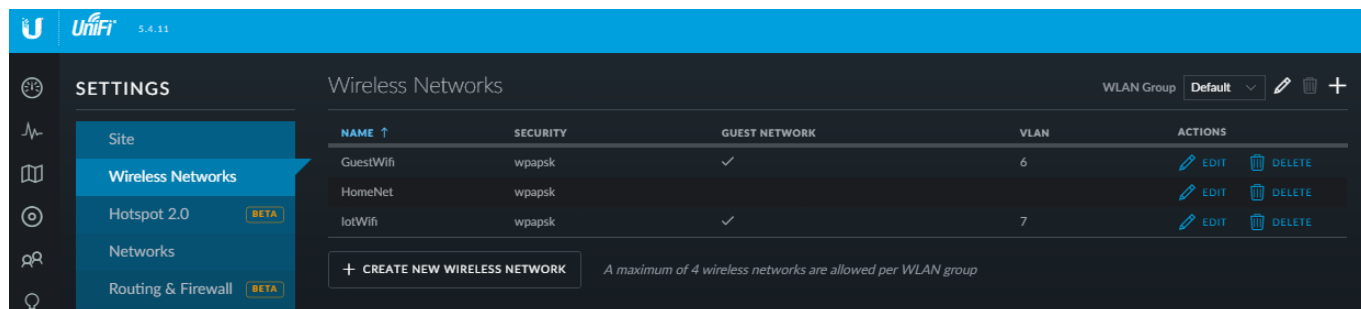 UniFi 5.4.11
SETTINGS
Site
Wireless Networks
Hotspot 2.0 BETA
Networks
Routing & Firewall BETA
Wireless Networks
WLAN Group Default
NAME ↑ SECURITY GUEST NETWORK VLAN ACTIONS
GuestWifi wpapsk ✓ 6 EDIT DELETE
HomeNet wpapsk EDIT DELETE
IotWifi wpapsk ✓ 7 EDIT DELETE
+ CREATE NEW WIRELESS NETWORK A maximum of 4 wireless networks are allowed per WLAN group